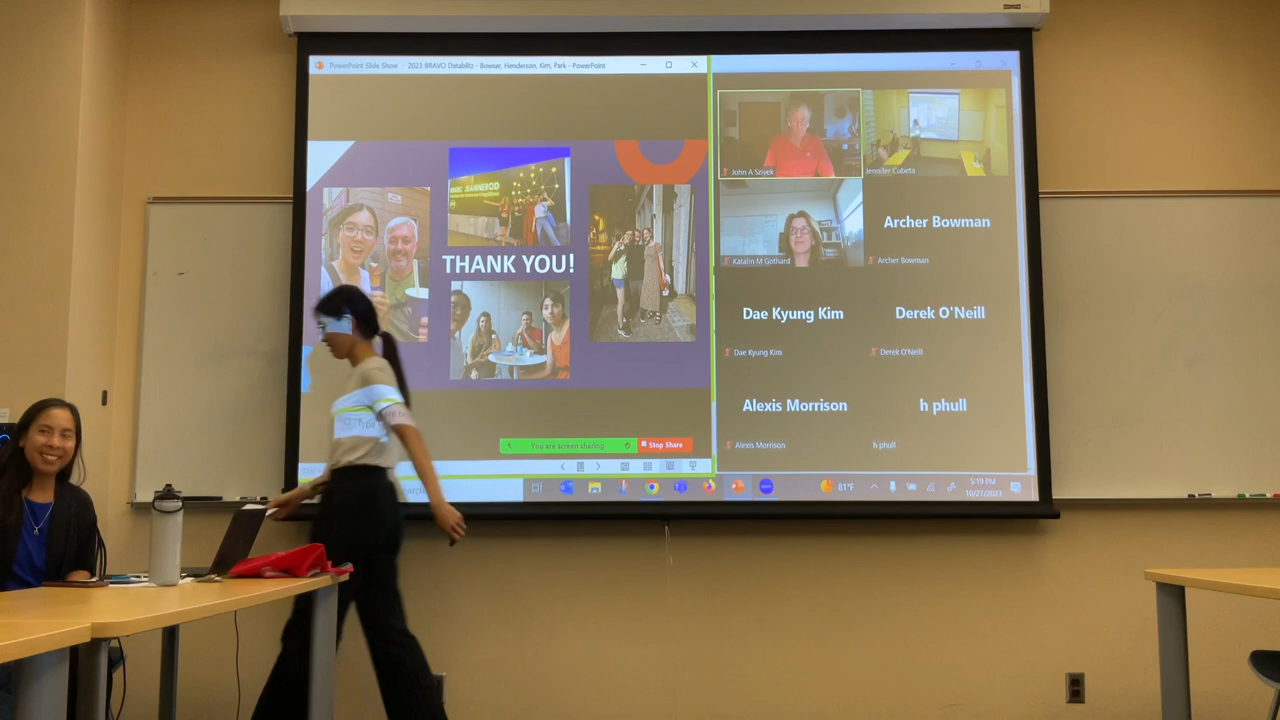 PowerPoint Slide Show - 2023 BRAVO Datablitz - Bowser, Henderson, Kim, Park - PowerPoint
MARC JEANNEROD
THANK YOU!
John A Szivek
Jennifer Cubeta
Katalin M Gothard
Archer Bowman
Archer Bowman
Dae Kyung Kim
Dae Kyung Kim
Derek O'Neill
Derek O'Neill
Alexis Morrison
Alexis Morrison
h phull
h phull
You are screen sharing
Stop Share
81°F
5:19 PM
10/27/2023